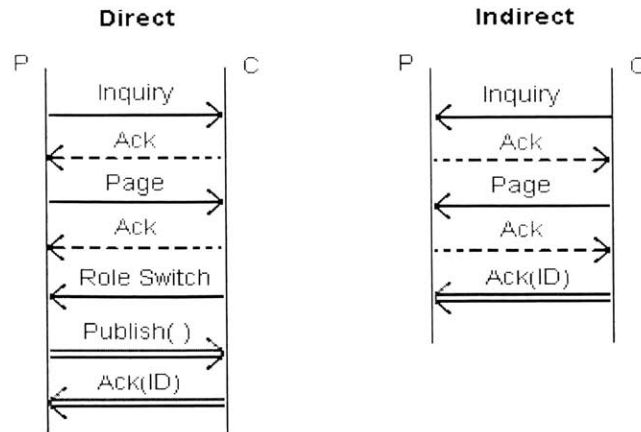 Direct
P C
Inquiry
Ack
Page
Ack
Role Switch
Publish( )
Ack(ID)
Indirect
P C
Inquiry
Ack
Page
Ack
Ack(ID)